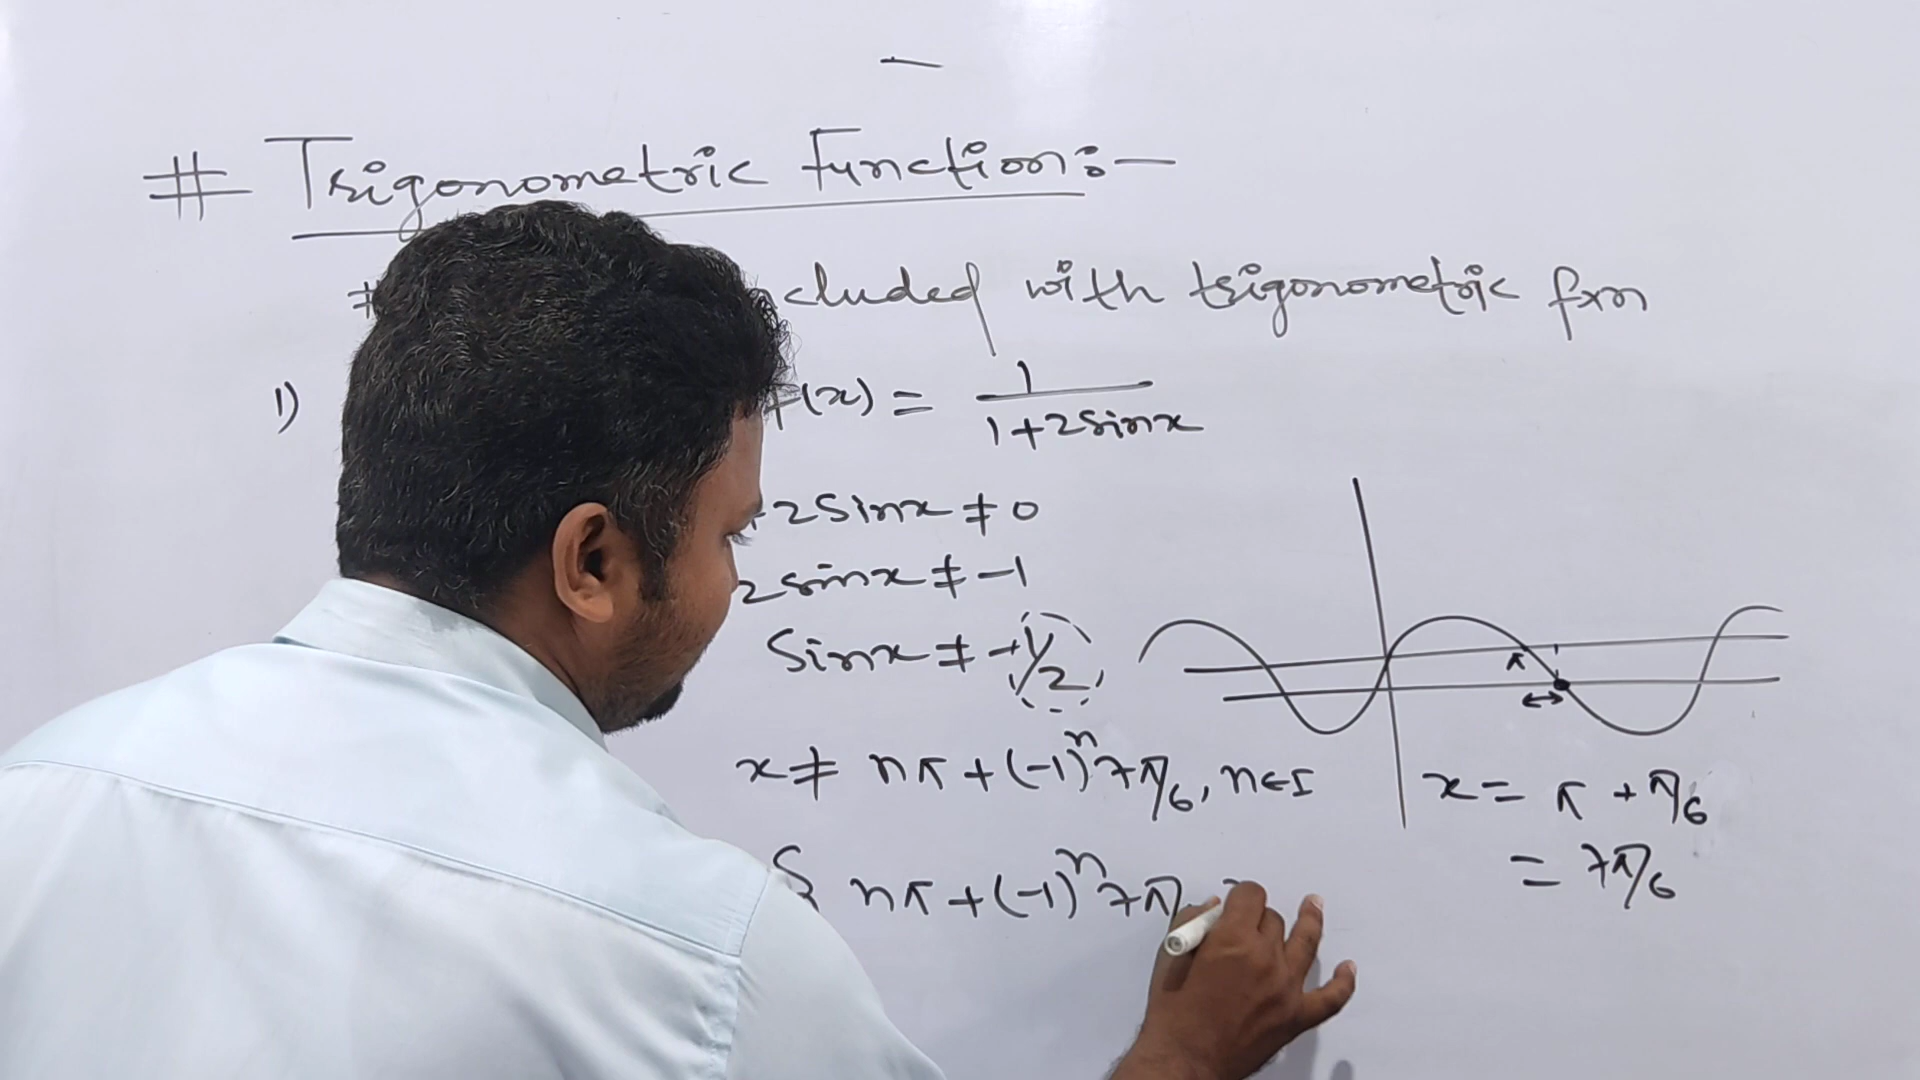 # Trigonometric Function:-
with trigonometric fxn
1) f(x) = 1/(1+2sinx)
2sinx ≠ 0
2sinx ≠ -1
sinx ≠ -1/2
π
x ≠ nπ + (-1)^n 7π/6, n∈I
x = π + π/6
= 7π/6
{ nπ + (-1)^n 7π